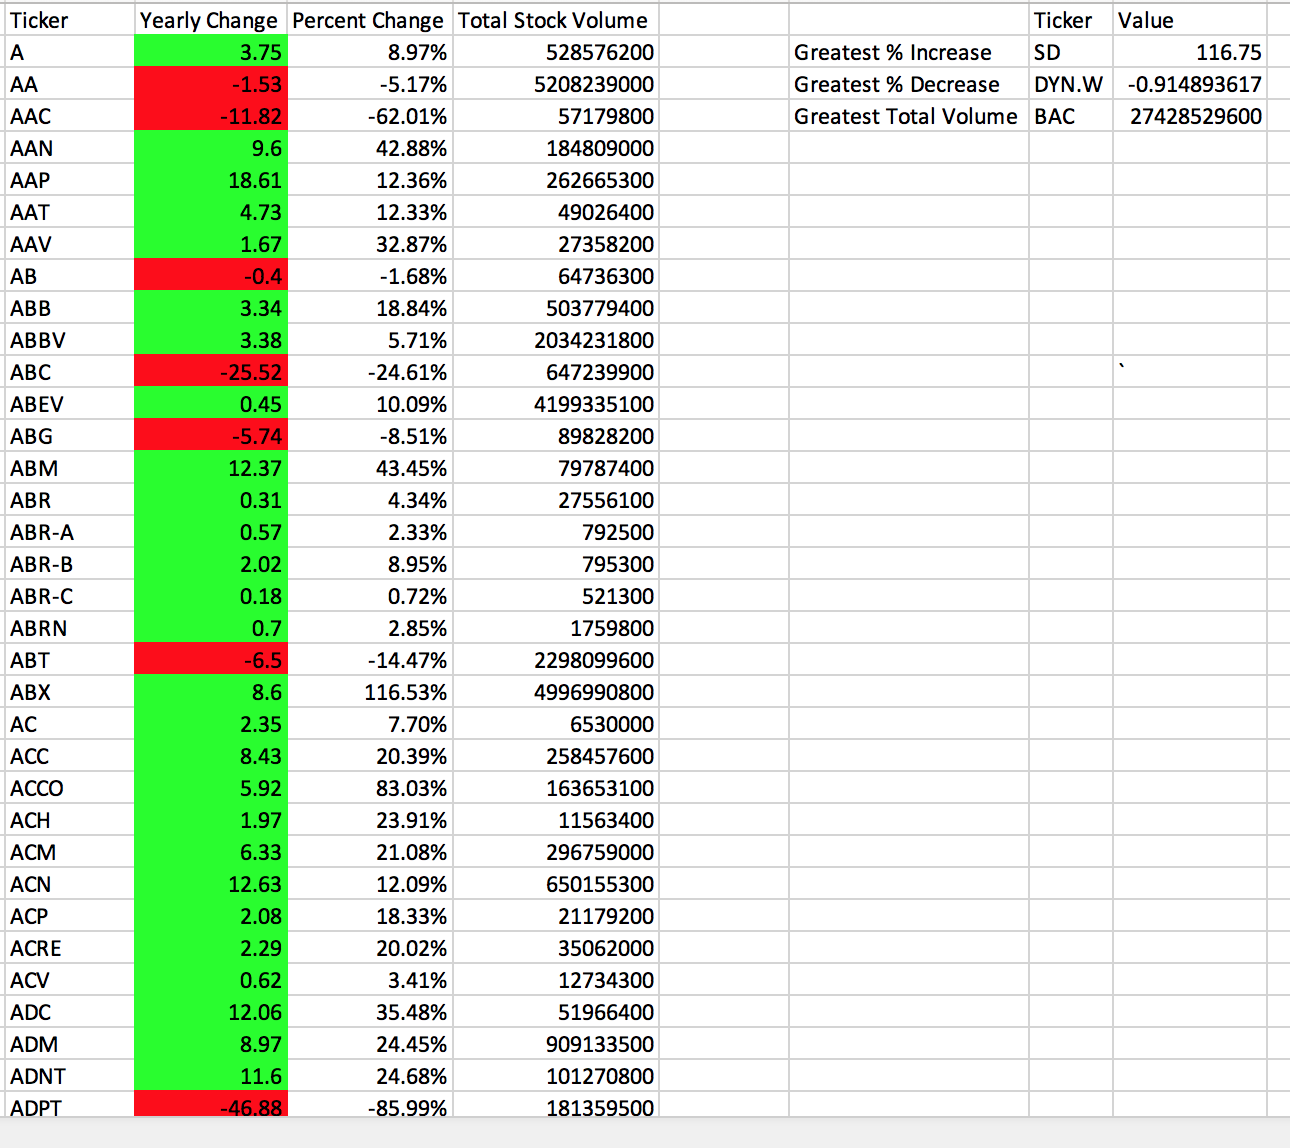 Ticker Yearly Change Percent Change Total Stock Volume Ticker Value
A 3.75 8.97% 528576200 Greatest % Increase SD 116.75
AA -1.53 -5.17% 5208239000 Greatest % Decrease DYN.W -0.914893617
AAC -11.82 -62.01% 57179800 Greatest Total Volume BAC 27428529600
AAN 9.6 42.88% 184809000
AAP 18.61 12.36% 262665300
AAT 4.73 12.33% 49026400
AAV 1.67 32.87% 27358200
AB -0.4 -1.68% 64736300
ABB 3.34 18.84% 503779400
ABBV 3.38 5.71% 2034231800
ABC -25.52 -24.61% 647239900 `
ABEV 0.45 10.09% 4199335100
ABG -5.74 -8.51% 89828200
ABM 12.37 43.45% 79787400
ABR 0.31 4.34% 27556100
ABR-A 0.57 2.33% 792500
ABR-B 2.02 8.95% 795300
ABR-C 0.18 0.72% 521300
ABRN 0.7 2.85% 1759800
ABT -6.5 -14.47% 2298099600
ABX 8.6 116.53% 4996990800
AC 2.35 7.70% 6530000
ACC 8.43 20.39% 258457600
ACCO 5.92 83.03% 163653100
ACH 1.97 23.91% 11563400
ACM 6.33 21.08% 296759000
ACN 12.63 12.09% 650155300
ACP 2.08 18.33% 21179200
ACRE 2.29 20.02% 35062000
ACV 0.62 3.41% 12734300
ADC 12.06 35.48% 51966400
ADM 8.97 24.45% 909133500
ADNT 11.6 24.68% 101270800
ADPT -46.88 -85.99% 181359500